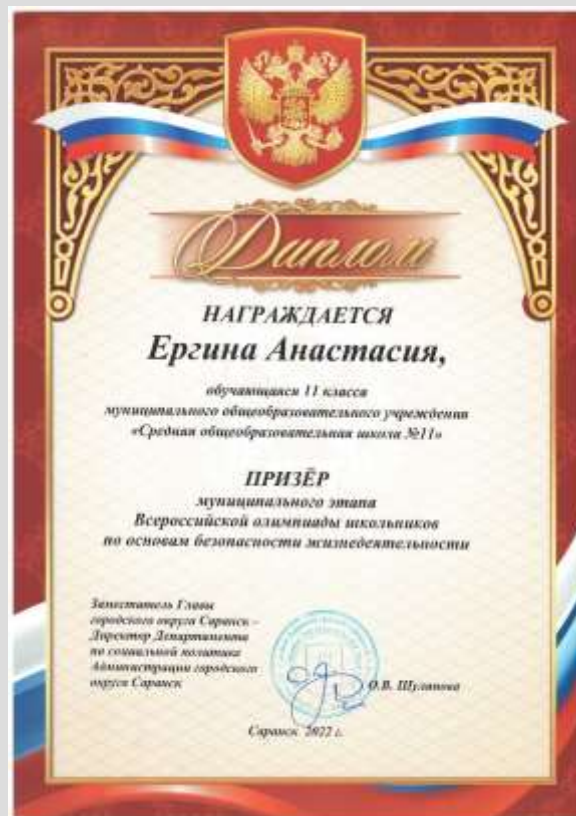 Диплом
НАГРАЖДАЕТСЯ
Ергина Анастасия,
обучающаяся 11 класса
муниципального общеобразовательного учреждения
«Средняя общеобразовательная школа №11»
ПРИЗЁР
муниципального этапа
Всероссийской олимпиады школьников
по основам безопасности жизнедеятельности
Заместитель Главы
городского округа Саранск –
Директор Департамента
по социальной политике
Администрации городского
округа Саранск
О.В. Шулапова
Саранск 2022 г.